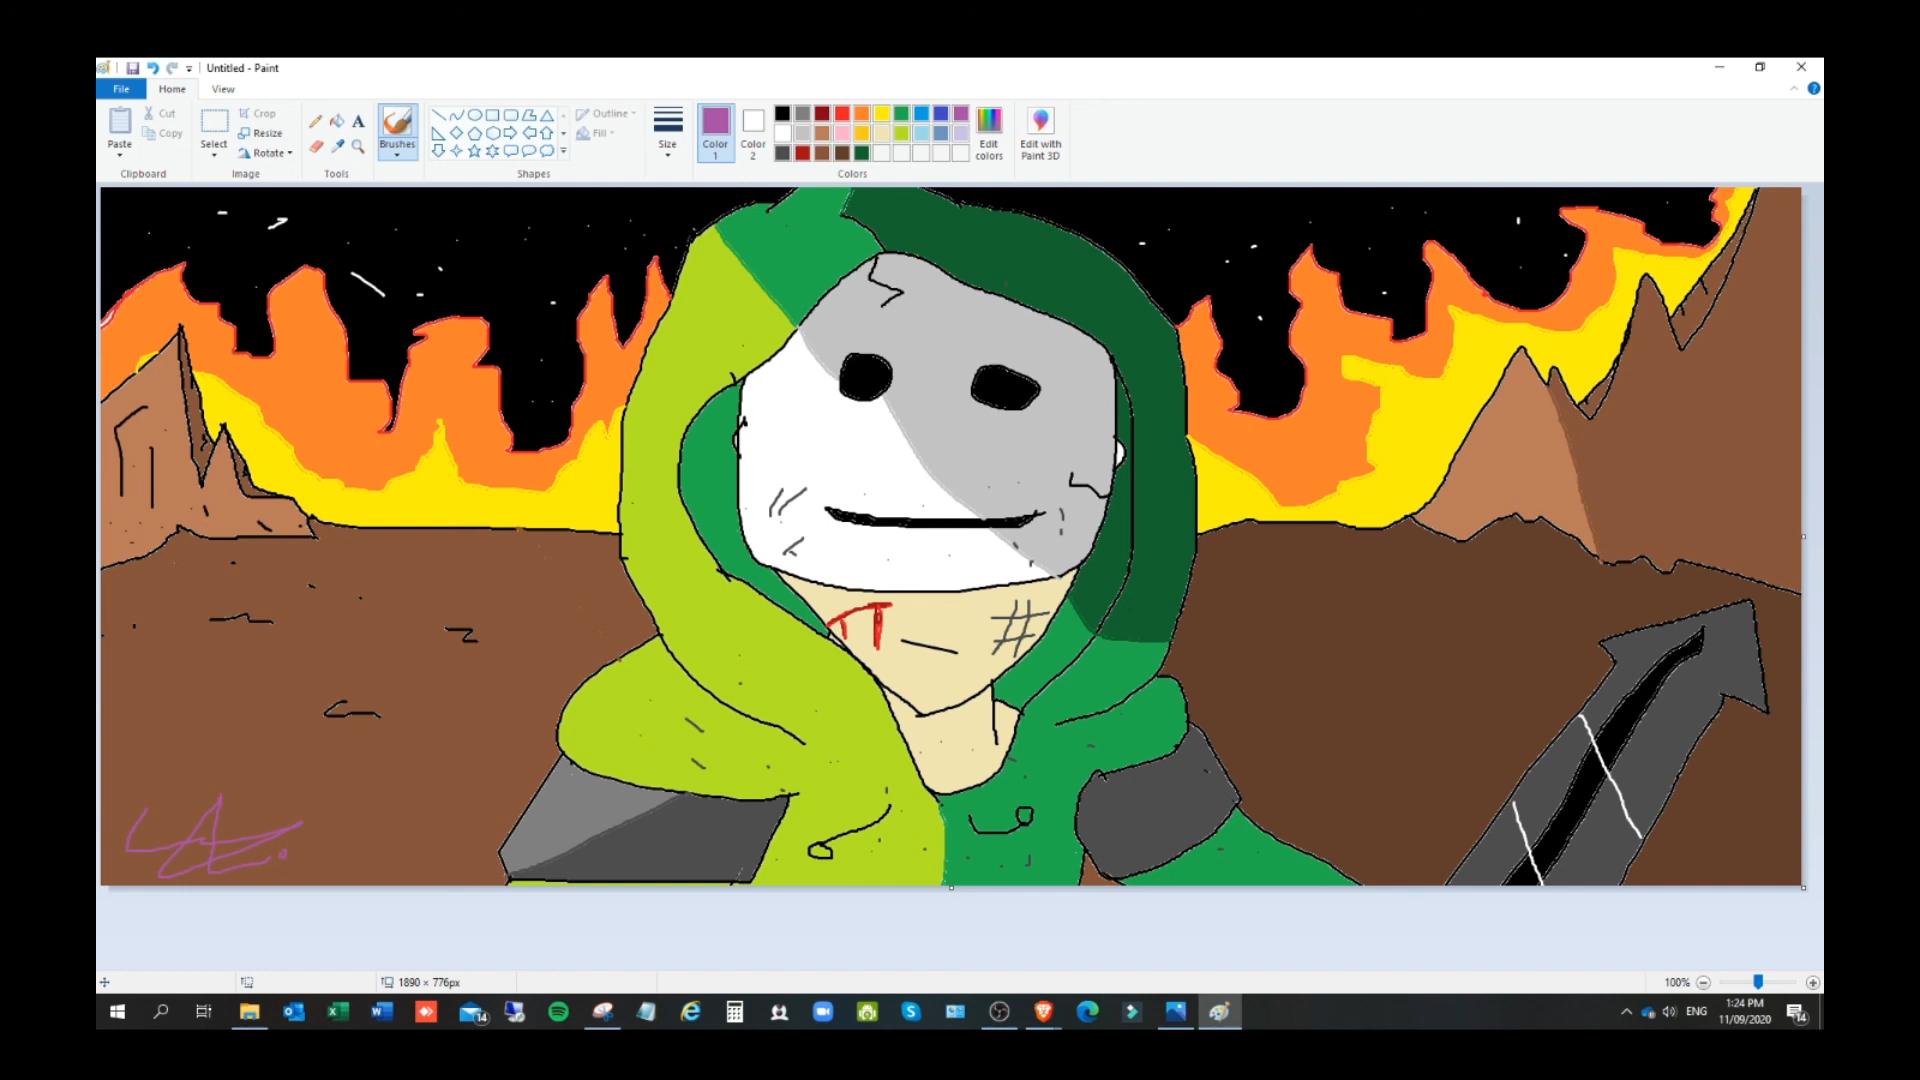 Untitled - Paint
File Home View
Cut
Copy
Paste
Clipboard
Crop
Resize
Rotate
Select
Image
A
Tools
Brushes
Outline
Fill
Shapes
Size
Color
1
Color
2
Edit
colors
Colors
Edit with
Paint 3D
#
1890 × 776px
100%
14
ENG
1:24 PM
11/09/2020
14